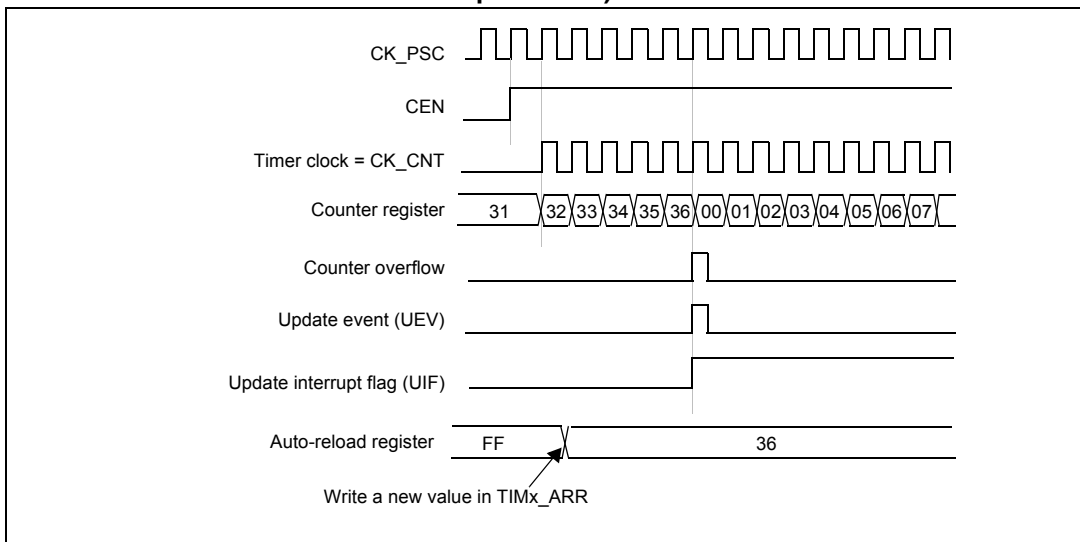 CK_PSC
CEN
Timer clock = CK_CNT
Counter register 31 32 33 34 35 36 00 01 02 03 04 05 06 07
Counter overflow
Update event (UEV)
Update interrupt flag (UIF)
Auto-reload register FF 36
Write a new value in TIMx_ARR